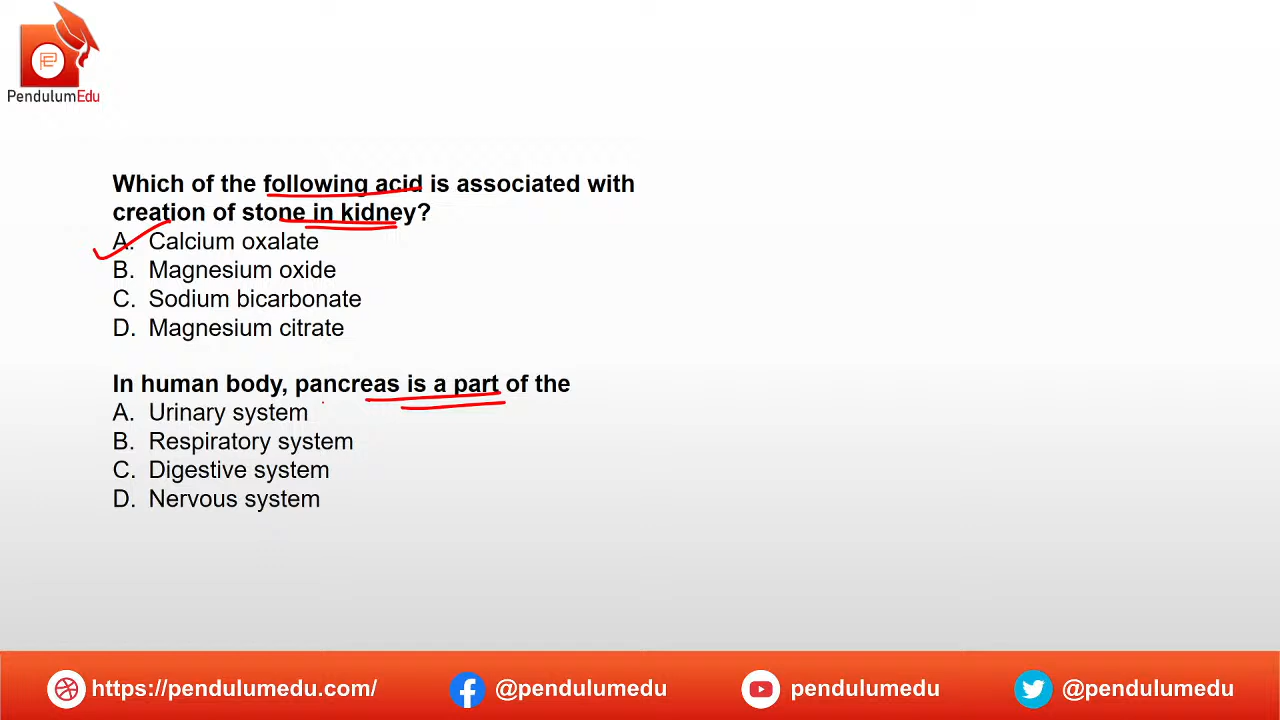 PendulumEdu
Which of the following acid is associated with
creation of stone in kidney?
A. Calcium oxalate
B. Magnesium oxide
C. Sodium bicarbonate
D. Magnesium citrate
In human body, pancreas is a part of the
A. Urinary system
B. Respiratory system
C. Digestive system
D. Nervous system
https://pendulumedu.com/ @pendulumedu pendulumedu @pendulumedu